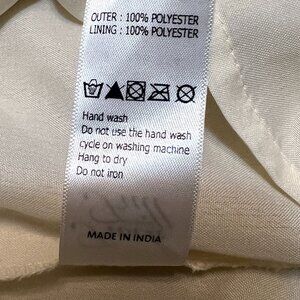 OUTER : 100% POLYESTER
LINING : 100% POLYESTER
Hand wash
Do not use the hand wash
cycle on washing machine
Hang to dry
Do not iron
MADE IN INDIA